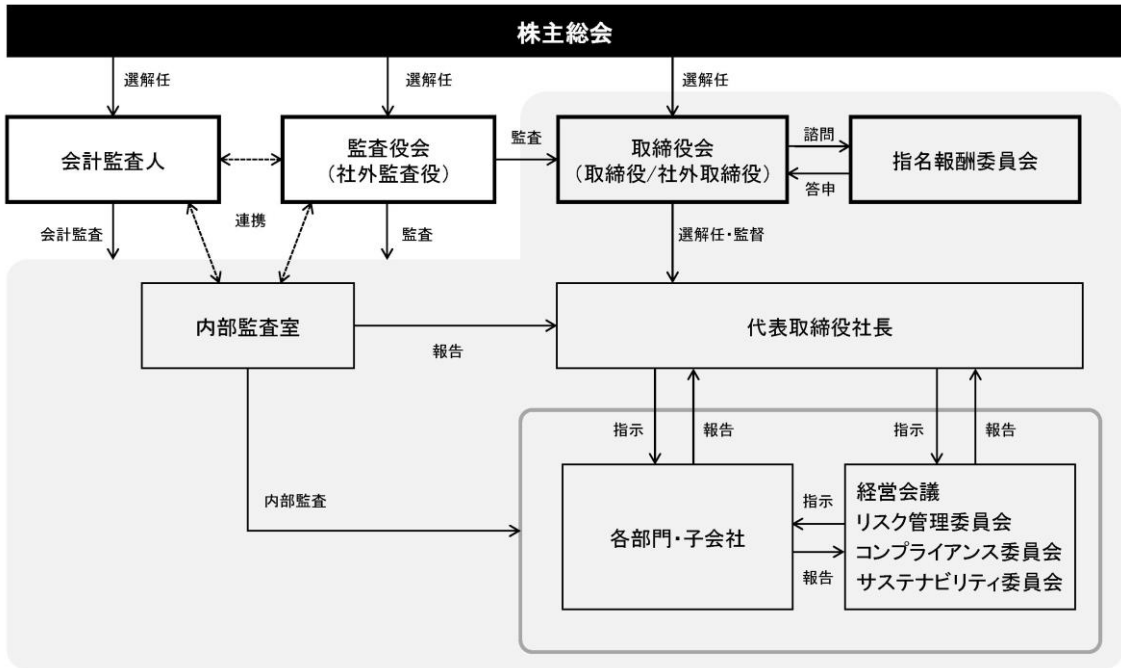 株主総会
選解任
選解任
選解任
会計監査人
監査役会
(社外監査役)
監査
取締役会
(取締役/社外取締役)
諮問
答申
指名報酬委員会
会計監査
連携
監査
選解任・監督
内部監査室
報告
代表取締役社長
指示
報告
指示
報告
内部監査
各部門・子会社
指示
報告
経営会議
リスク管理委員会
コンプライアンス委員会
サステナビリティ委員会